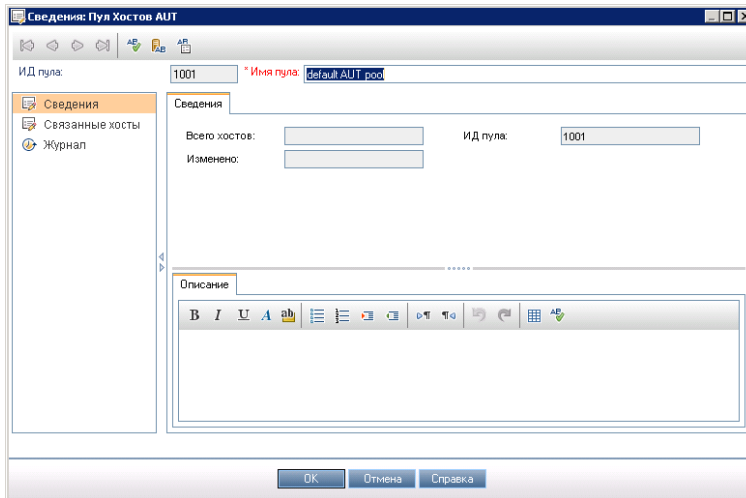 Сведения: Пул Хостов AUT
ИД пула: 1001 * Имя пула: default AUT pool
Сведения
Связанные хосты
Журнал
Сведения
Всего хостов: ИД пула: 1001
Изменено:
Описание
B I U A ab
OK Отмена Справка